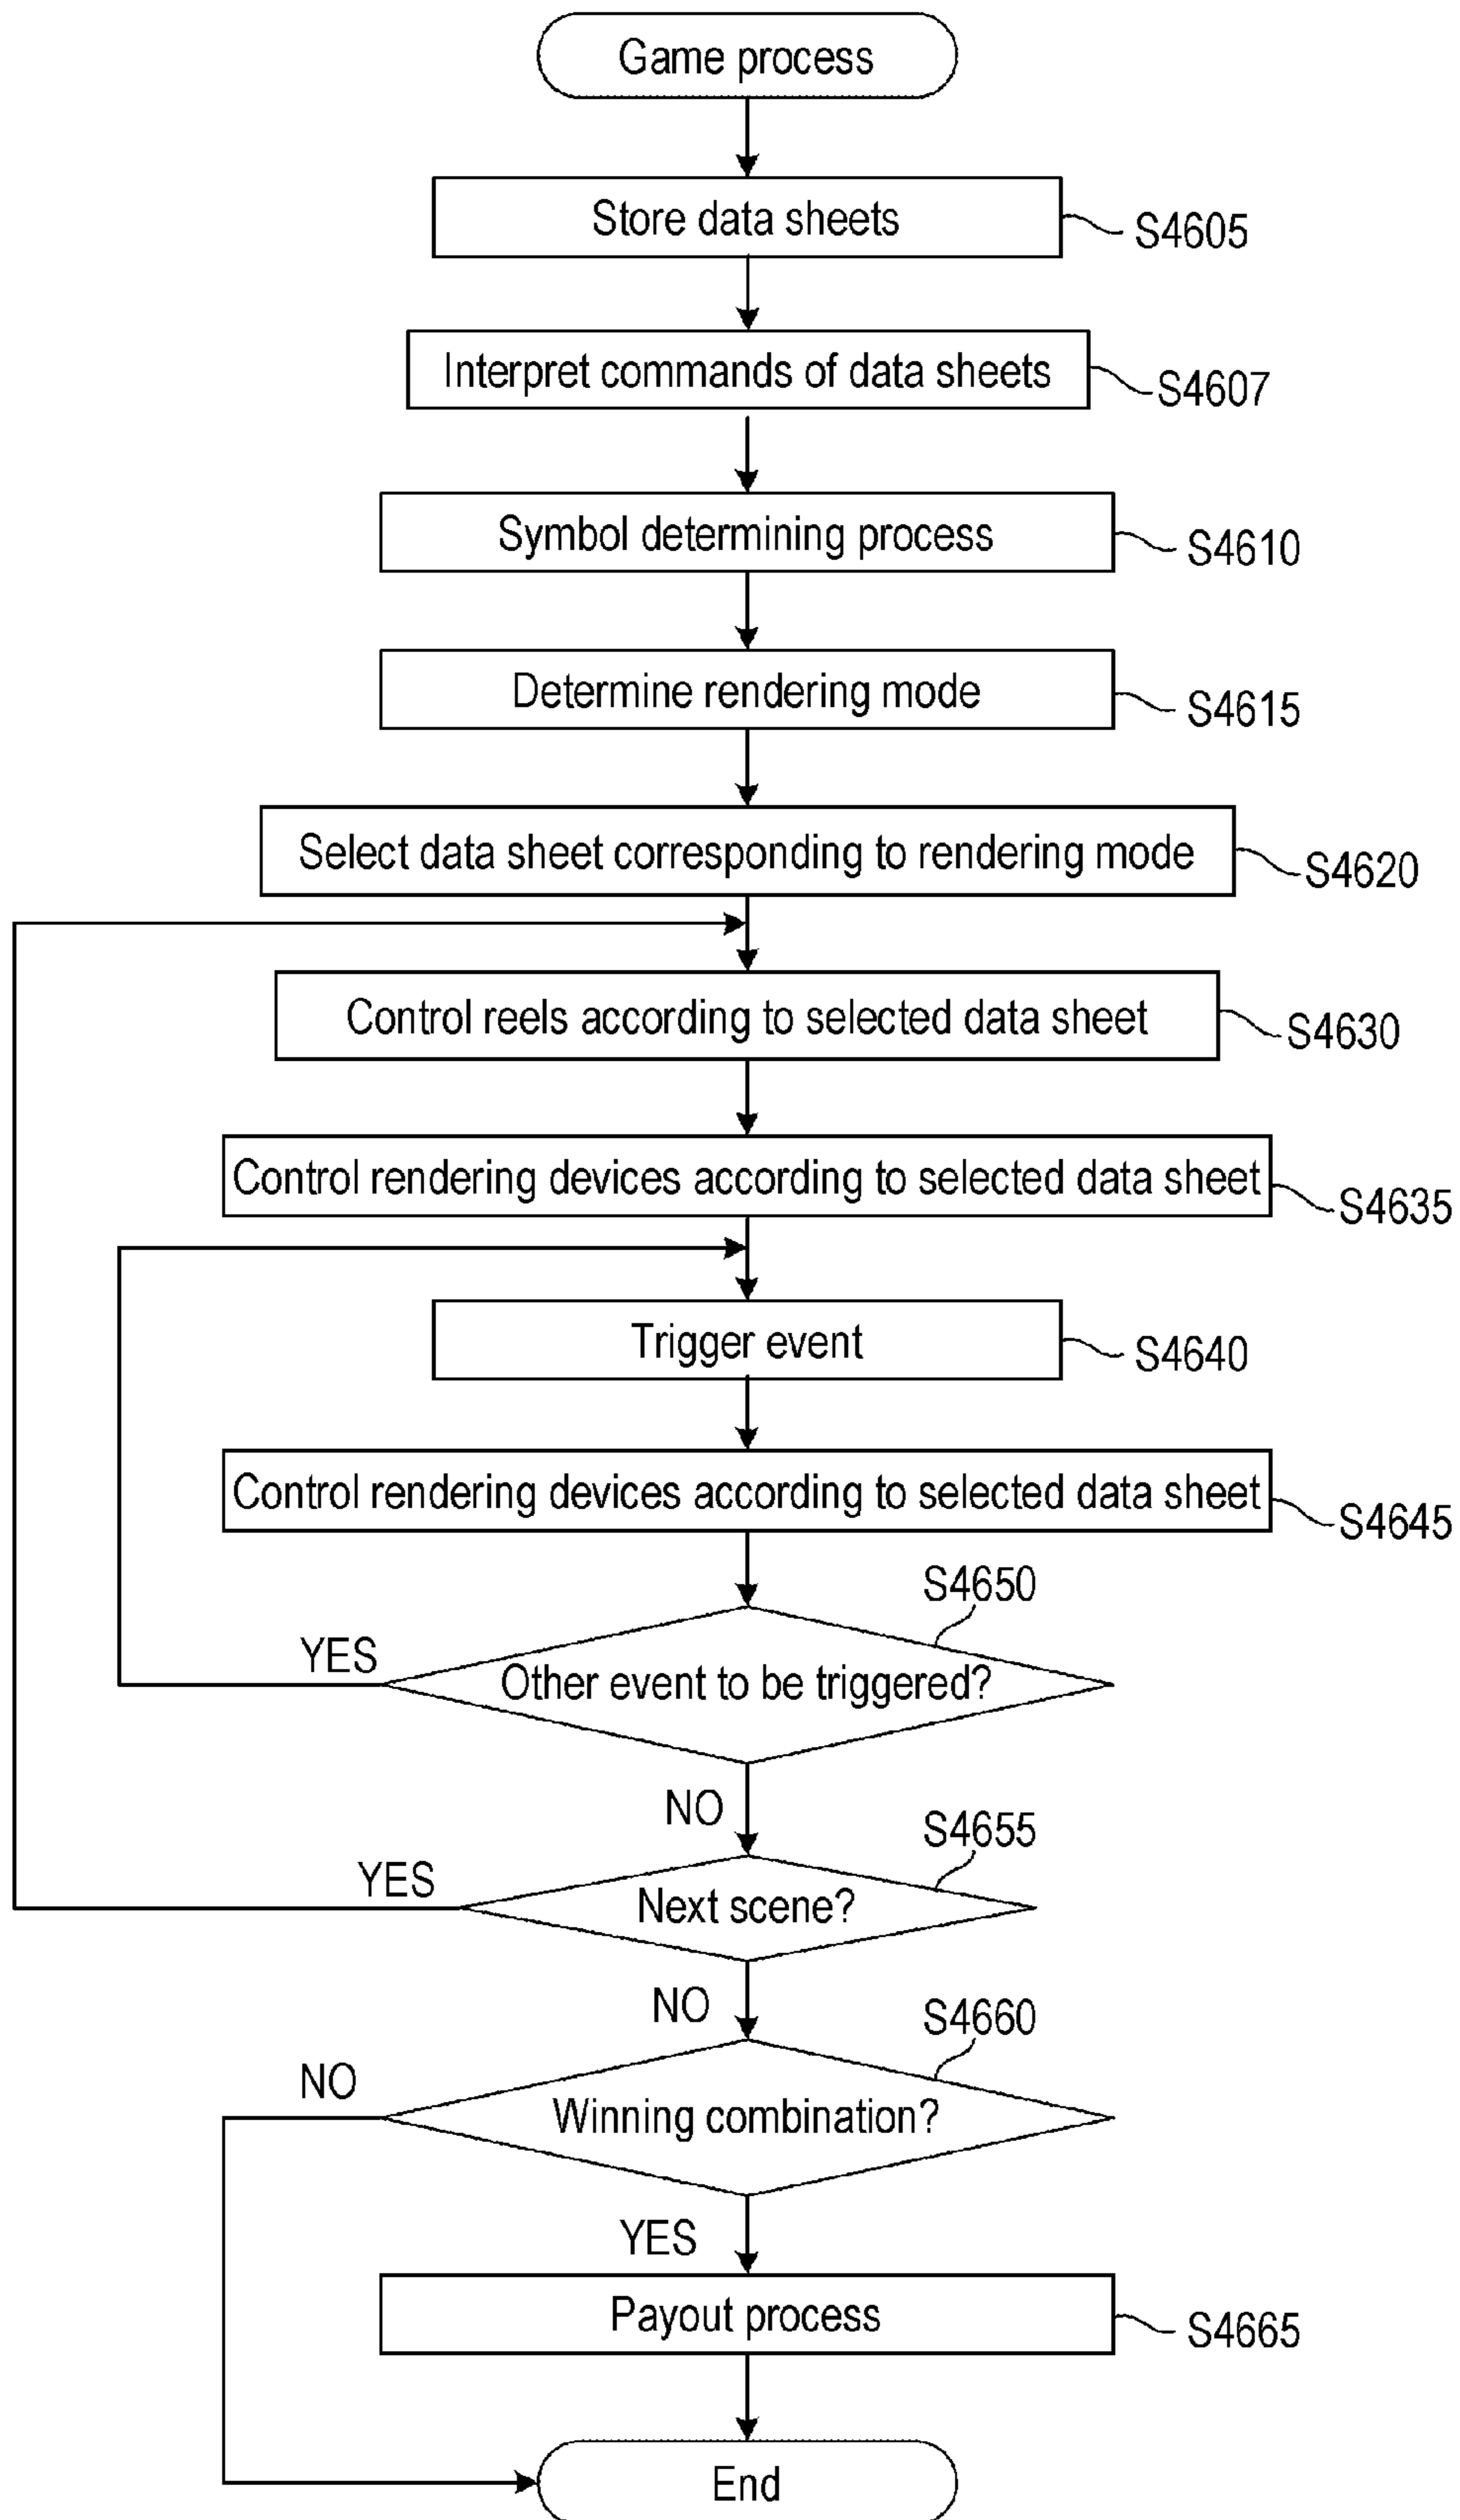 Game process
Store data sheets
S4605
Interpret commands of data sheets
S4607
Symbol determining process
S4610
Determine rendering mode
S4615
Select data sheet corresponding to rendering mode
S4620
Control reels according to selected data sheet
S4630
Control rendering devices according to selected data sheet
S4635
Trigger event
S4640
Control rendering devices according to selected data sheet
S4645
S4650
YES
Other event to be triggered?
NO
S4655
YES
Next scene?
NO
S4660
NO
Winning combination?
YES
Payout process
S4665
End